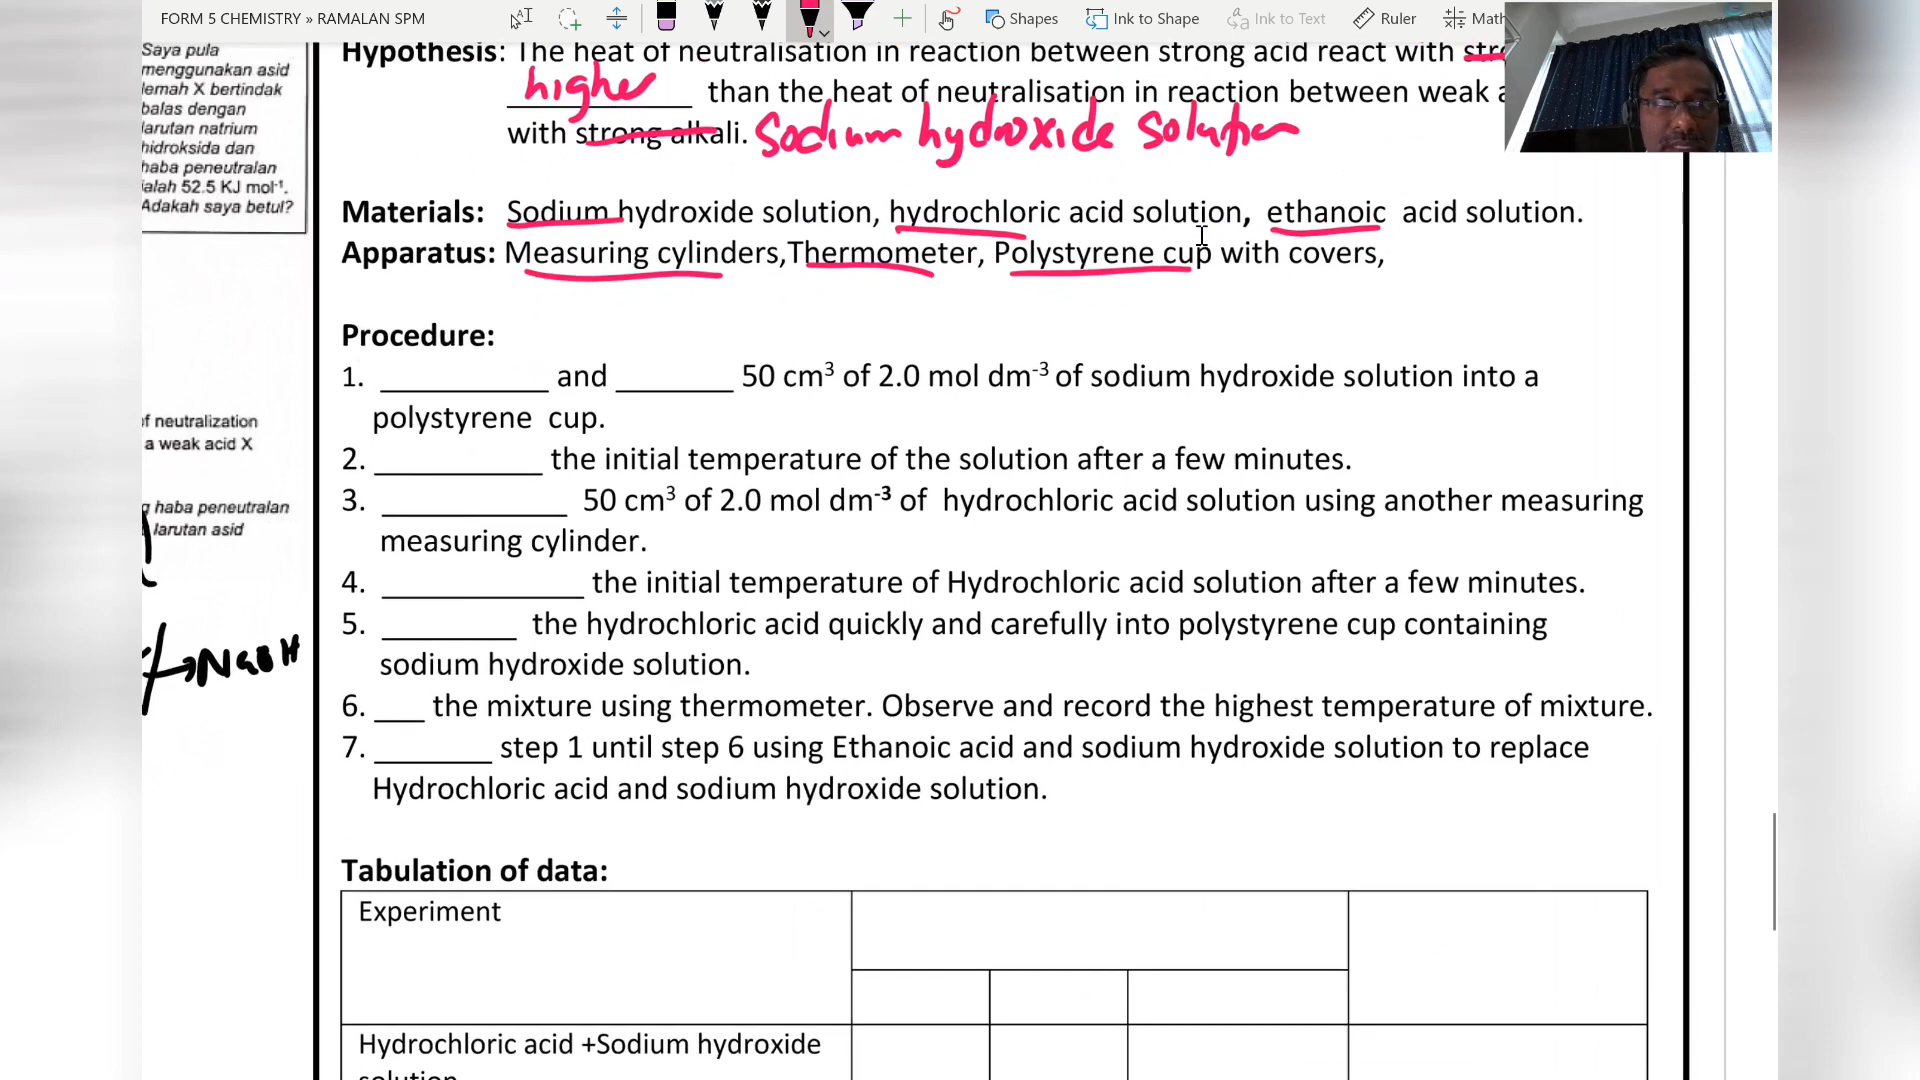 FORM 5 CHEMISTRY » RAMALAN SPM
Shapes
Ink to Shape
Ink to Text
Ruler
Math
Saya pula
menggunakan asid
lemah X bertindak
balas dengan
larutan natrium
hidroksida dan
haba peneutralan
ialah 52.5 KJ mol⁻¹.
Adakah saya betul?
of neutralization
a weak acid X
haba peneutralan
larutan asid
NaOH
Hypothesis: The heat of neutralisation in reaction between strong acid react with
higher than the heat of neutralisation in reaction between weak
with strong alkali. Sodium hydroxide solution
Materials: Sodium hydroxide solution, hydrochloric acid solution, ethanoic acid solution.
Apparatus: Measuring cylinders,Thermometer, Polystyrene cup with covers,
Procedure:
1. __________ and _______ 50 cm³ of 2.0 mol dm⁻³ of sodium hydroxide solution into a
polystyrene cup.
2. __________ the initial temperature of the solution after a few minutes.
3. ___________ 50 cm³ of 2.0 mol dm⁻³ of hydrochloric acid solution using another measuring
measuring cylinder.
4. ____________ the initial temperature of Hydrochloric acid solution after a few minutes.
5. ________ the hydrochloric acid quickly and carefully into polystyrene cup containing
sodium hydroxide solution.
6. ___ the mixture using thermometer. Observe and record the highest temperature of mixture.
7. _______ step 1 until step 6 using Ethanoic acid and sodium hydroxide solution to replace
Hydrochloric acid and sodium hydroxide solution.
Tabulation of data:
Experiment
Hydrochloric acid +Sodium hydroxide
solution